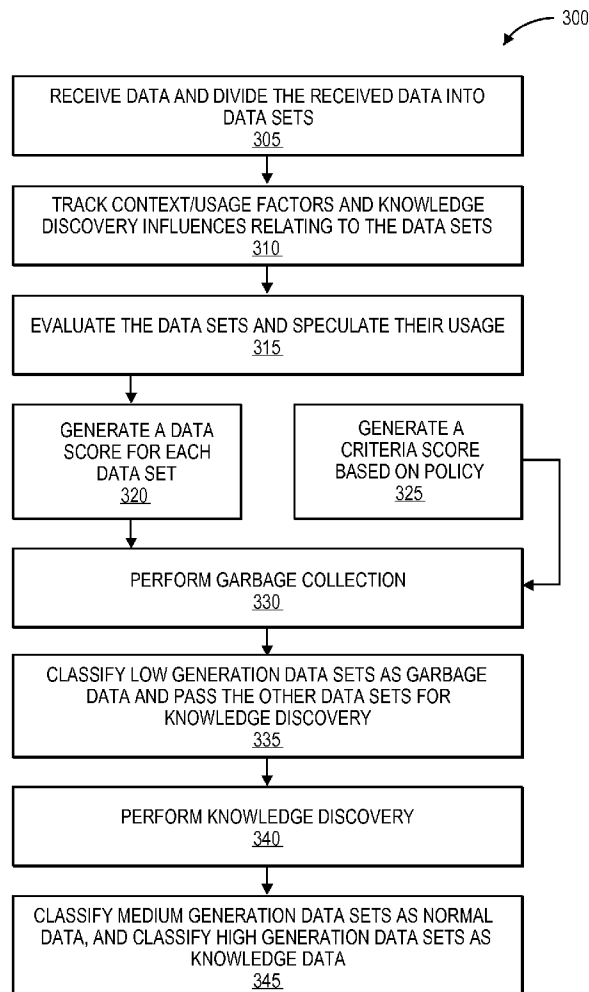 300
RECEIVE DATA AND DIVIDE THE RECEIVED DATA INTO
DATA SETS
305
TRACK CONTEXT/USAGE FACTORS AND KNOWLEDGE
DISCOVERY INFLUENCES RELATING TO THE DATA SETS
310
EVALUATE THE DATA SETS AND SPECULATE THEIR USAGE
315
GENERATE A DATA
SCORE FOR EACH
DATA SET
320
GENERATE A
CRITERIA SCORE
BASED ON POLICY
325
PERFORM GARBAGE COLLECTION
330
CLASSIFY LOW GENERATION DATA SETS AS GARBAGE
DATA AND PASS THE OTHER DATA SETS FOR
KNOWLEDGE DISCOVERY
335
PERFORM KNOWLEDGE DISCOVERY
340
CLASSIFY MEDIUM GENERATION DATA SETS AS NORMAL
DATA, AND CLASSIFY HIGH GENERATION DATA SETS AS
KNOWLEDGE DATA
345